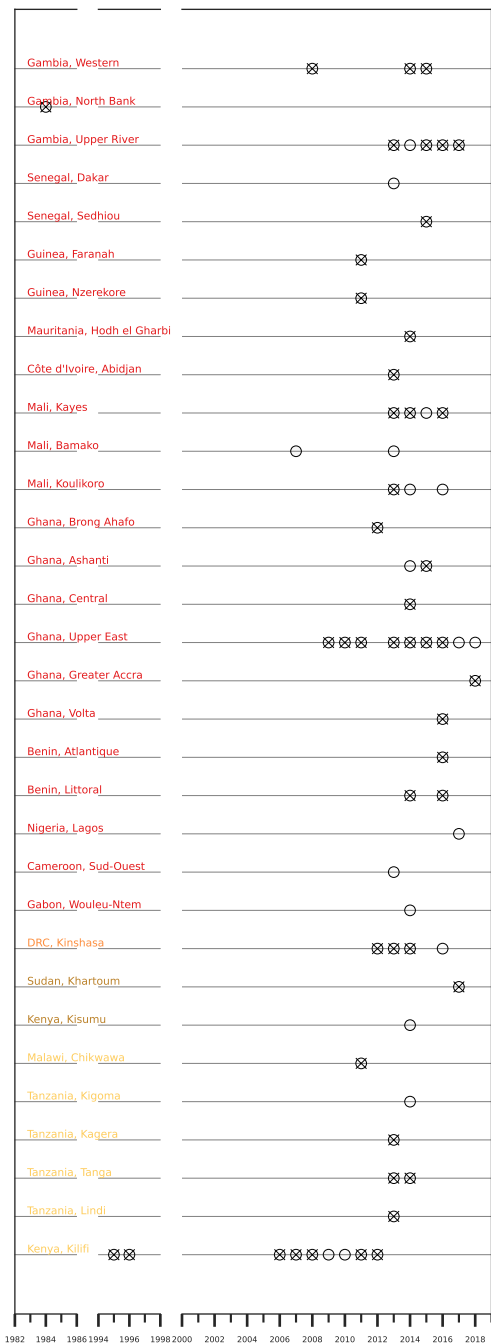 Gambia, Western
Gambia, North Bank
Gambia, Upper River
Senegal, Dakar
Senegal, Sedhiou
Guinea, Faranah
Guinea, Nzerekore
Mauritania, Hodh el Gharbi
Côte d'Ivoire, Abidjan
Mali, Kayes
Mali, Bamako
Mali, Koulikoro
Ghana, Brong Ahafo
Ghana, Ashanti
Ghana, Central
Ghana, Upper East
Ghana, Greater Accra
Ghana, Volta
Benin, Atlantique
Benin, Littoral
Nigeria, Lagos
Cameroon, Sud-Ouest
Gabon, Wouleu-Ntem
DRC, Kinshasa
Sudan, Khartoum
Kenya, Kisumu
Malawi, Chikwawa
Tanzania, Kigoma
Tanzania, Kagera
Tanzania, Tanga
Tanzania, Lindi
Kenya, Kilifi
1982 1984 1986 1994 1996 1998 2000 2002 2004 2006 2008 2010 2012 2014 2016 2018